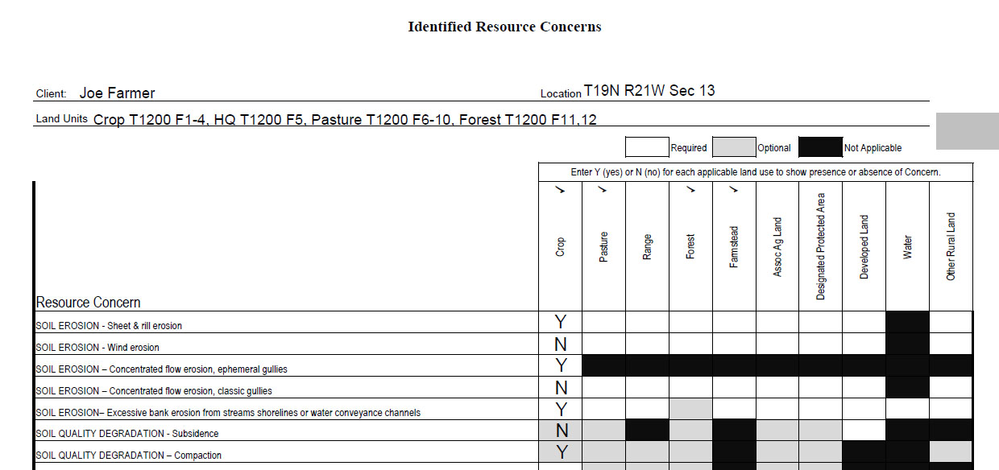 Identified Resource Concerns
Client: Joe Farmer Location T19N R21W Sec 13
Land Units Crop T1200 F1-4, HQ T1200 F5, Pasture T1200 F6-10, Forest T1200 F11,12
Required Optional Not Applicable
Enter Y (yes) or N (no) for each applicable land use to show presence or absence of Concern.
Resource Concern Crop Pasture Range Forest Farmstead Assoc Ag Land Designated Protected Area Developed Land Water Other Rural Land
SOIL EROSION - Sheet & rill erosion Y
SOIL EROSION - Wind erosion N
SOIL EROSION – Concentrated flow erosion, ephemeral gullies Y
SOIL EROSION – Concentrated flow erosion, classic gullies N
SOIL EROSION– Excessive bank erosion from streams shorelines or water conveyance channels Y
SOIL QUALITY DEGRADATION - Subsidence N
SOIL QUALITY DEGRADATION – Compaction Y